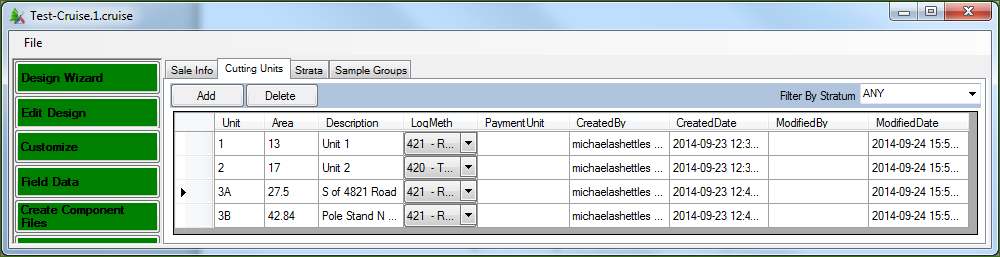 Test-Cruise.1.cruise
File
Design Wizard
Edit Design
Customize
Field Data
Create Component
Files
Sale Info Cutting Units Strata Sample Groups
Add Delete Filter By Stratum ANY
Unit Area Description LogMeth PaymentUnit CreatedBy CreatedDate ModifiedBy ModifiedDate
1 13 Unit 1 421 - R... michaelashettles ... 2014-09-23 12:3... 2014-09-24 15:5...
2 17 Unit 2 420 - T... michaelashettles ... 2014-09-23 12:3... 2014-09-24 15:5...
3A 27.5 S of 4821 Road 421 - R... michaelashettles ... 2014-09-23 12:4... 2014-09-24 15:5...
3B 42.84 Pole Stand N ... 421 - R... michaelashettles ... 2014-09-23 12:4... 2014-09-24 15:5...